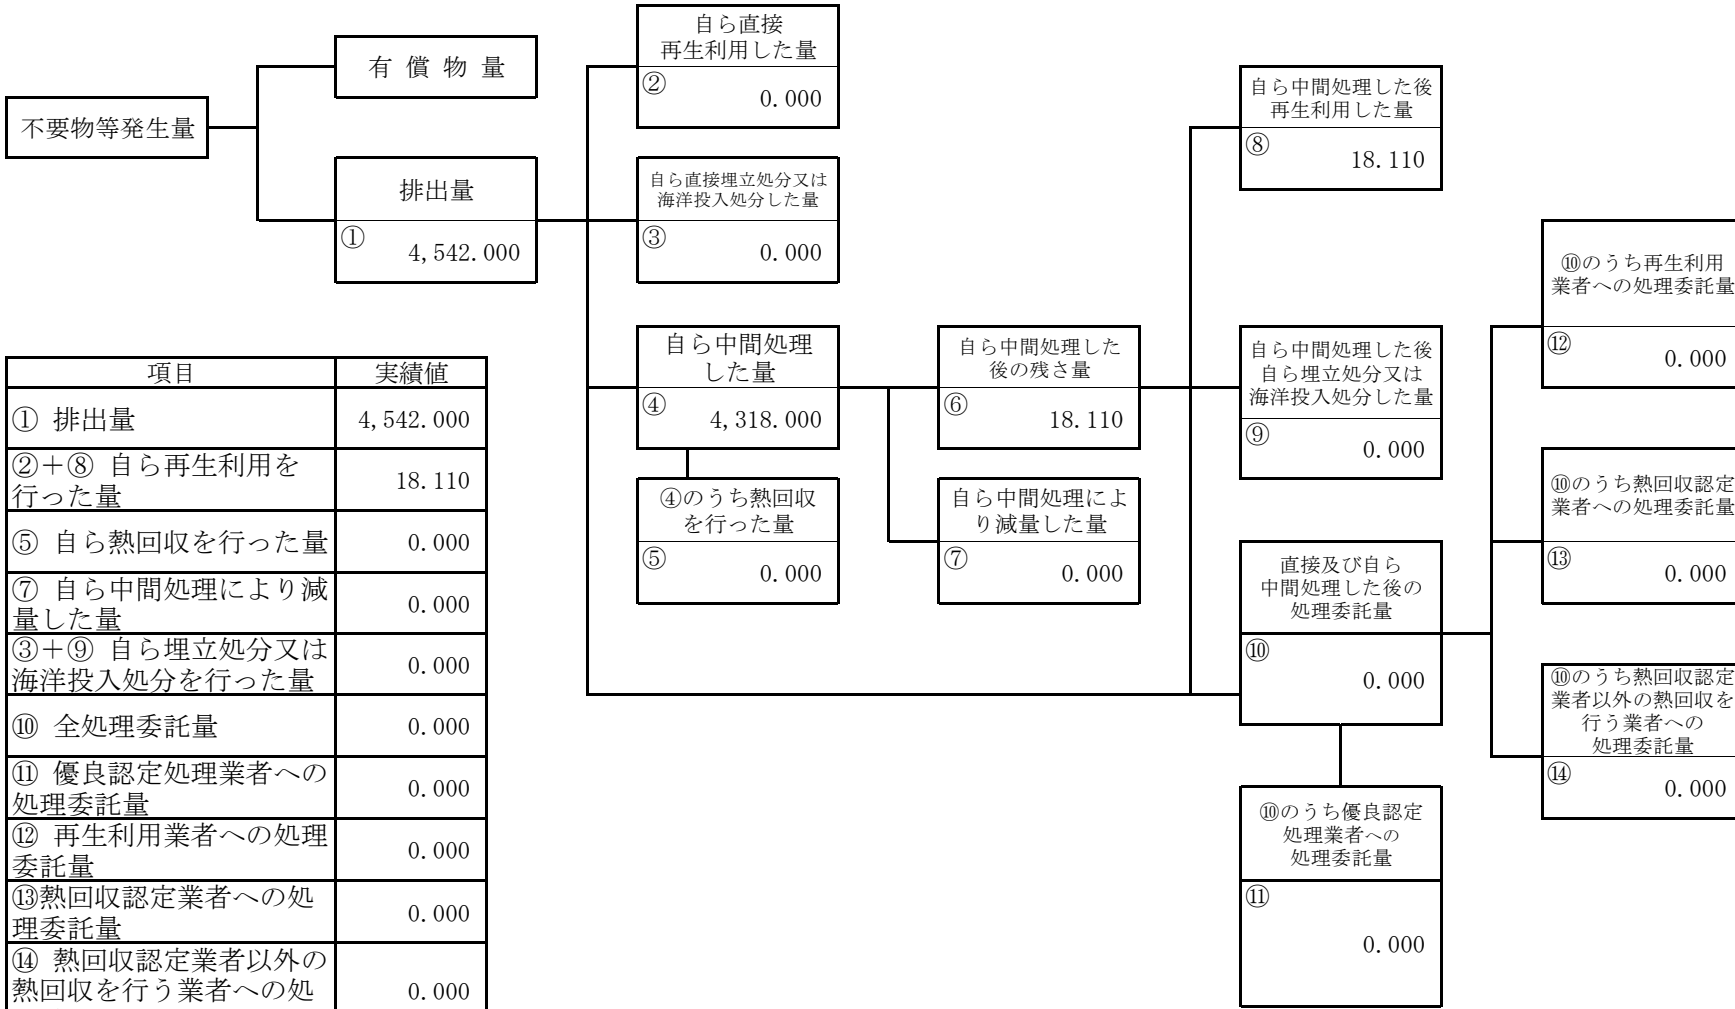 不要物等発生量
有 償 物 量
排出量
① 4,542.000
自ら直接
再生利用した量
② 0.000
自ら直接埋立処分又は
海洋投入処分した量
③ 0.000
自ら中間処理
した量
④ 4,318.000
④のうち熱回収
を行った量
⑤ 0.000
自ら中間処理した
後の残さ量
⑥ 18.110
自ら中間処理によ
り減量した量
⑦ 0.000
自ら中間処理した後
再生利用した量
⑧ 18.110
自ら中間処理した後
自ら埋立処分又は
海洋投入処分した量
⑨ 0.000
直接及び自ら
中間処理した後の
処理委託量
⑩ 0.000
⑩のうち優良認定
処理業者への
処理委託量
⑪ 0.000
⑩のうち再生利用
業者への処理委託量
⑫ 0.000
⑩のうち熱回収認定
業者への処理委託量
⑬ 0.000
⑩のうち熱回収認定
業者以外の熱回収を
行う業者への
処理委託量
⑭ 0.000
項目 実績値
① 排出量 4,542.000
②+⑧ 自ら再生利用を
行った量 18.110
⑤ 自ら熱回収を行った量 0.000
⑦ 自ら中間処理により減
量した量 0.000
③+⑨ 自ら埋立処分又は
海洋投入処分を行った量 0.000
⑩ 全処理委託量 0.000
⑪ 優良認定処理業者への
処理委託量 0.000
⑫ 再生利用業者への処理
委託量 0.000
⑬熱回収認定業者への処
理委託量 0.000
⑭ 熱回収認定業者以外の
熱回収を行う業者への処 0.000